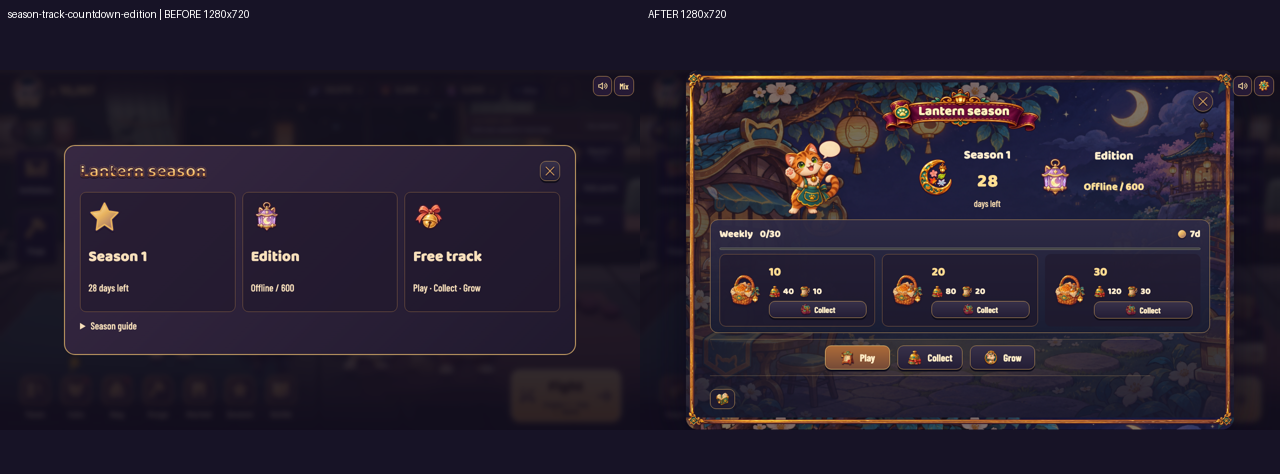 season-track-countdown-edition | BEFORE 1280x720
Mix
Lantern season
Season 1
28 days left
Edition
Offline / 600
Free track
Play · Collect · Grow
Season guide
AFTER 1280x720
Lantern season
Season 1
28
days left
Edition
Offline / 600
Weekly 0/30
7d
10
40 10
Collect
20
80 20
Collect
30
120 30
Collect
Play
Collect
Grow